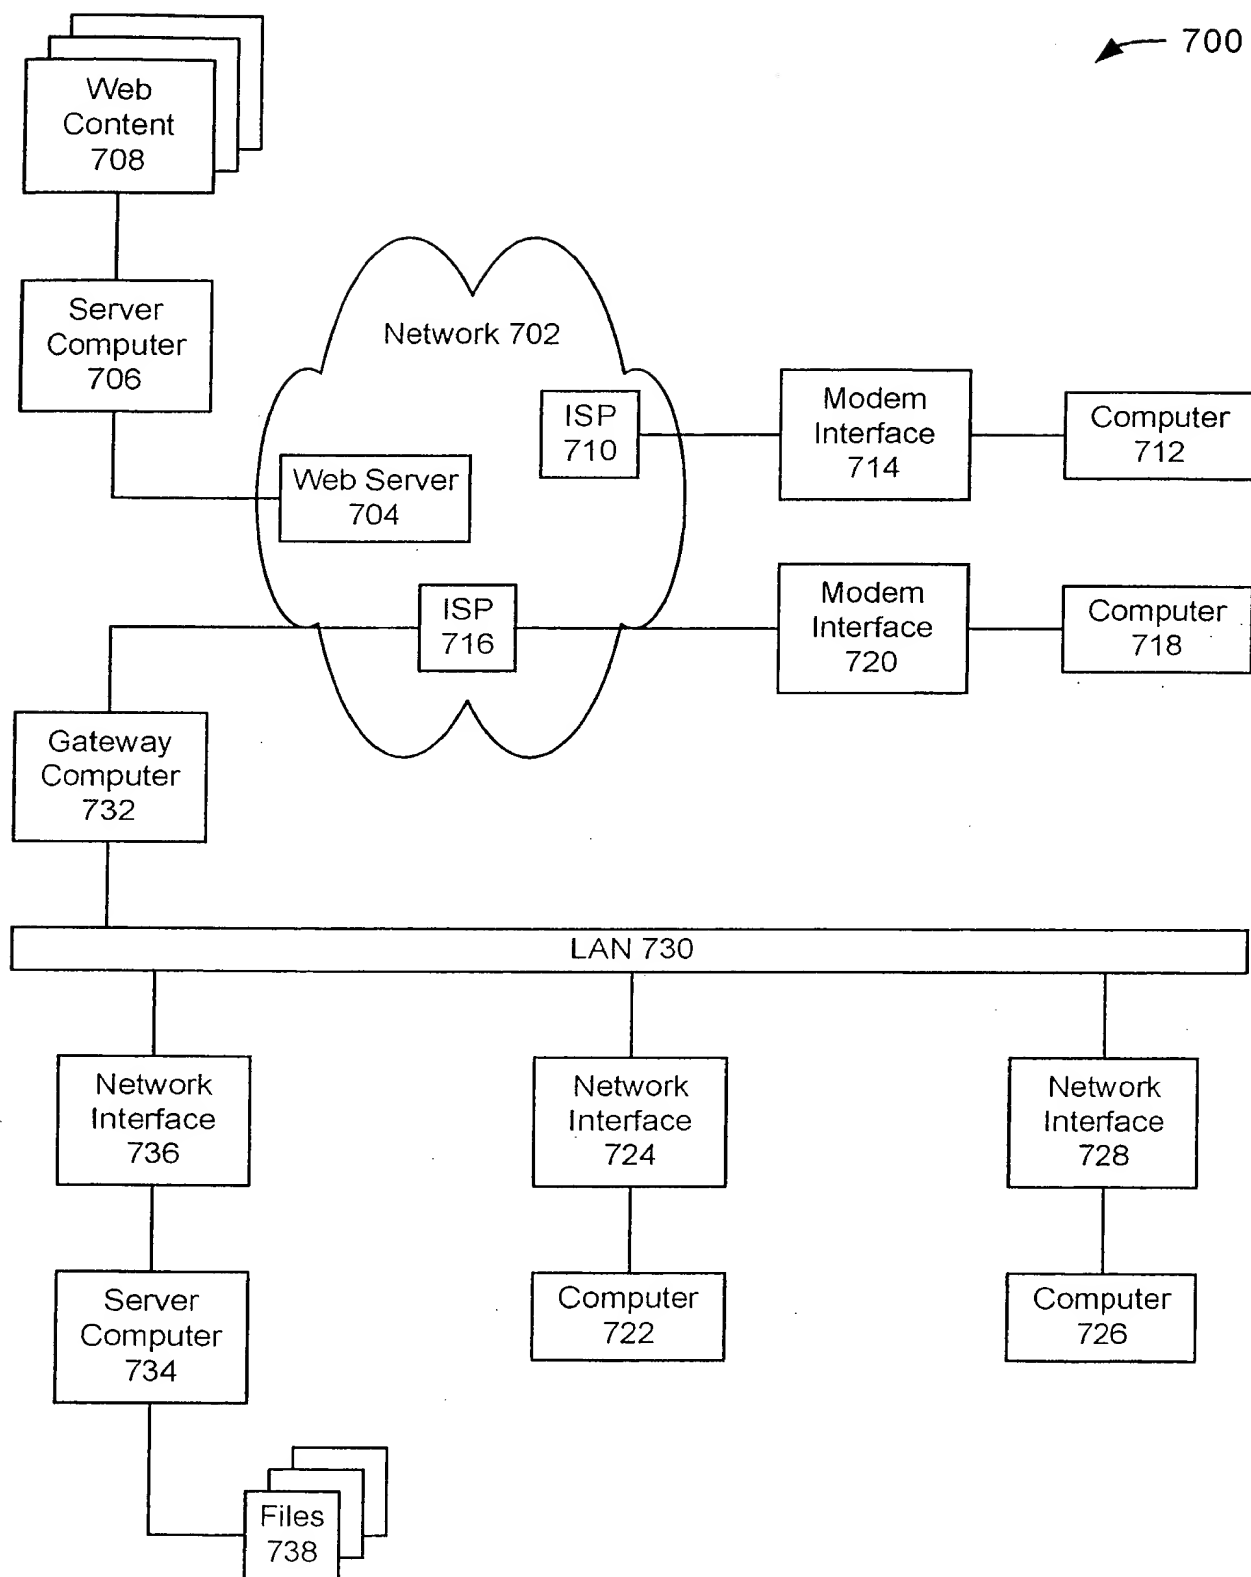 700
Web
Content
708
Server
Computer
706
Network 702
ISP
710
Modem
Interface
714
Computer
712
Web Server
704
ISP
716
Modem
Interface
720
Computer
718
Gateway
Computer
732
LAN 730
Network
Interface
736
Network
Interface
724
Network
Interface
728
Server
Computer
734
Computer
722
Computer
726
Files
738